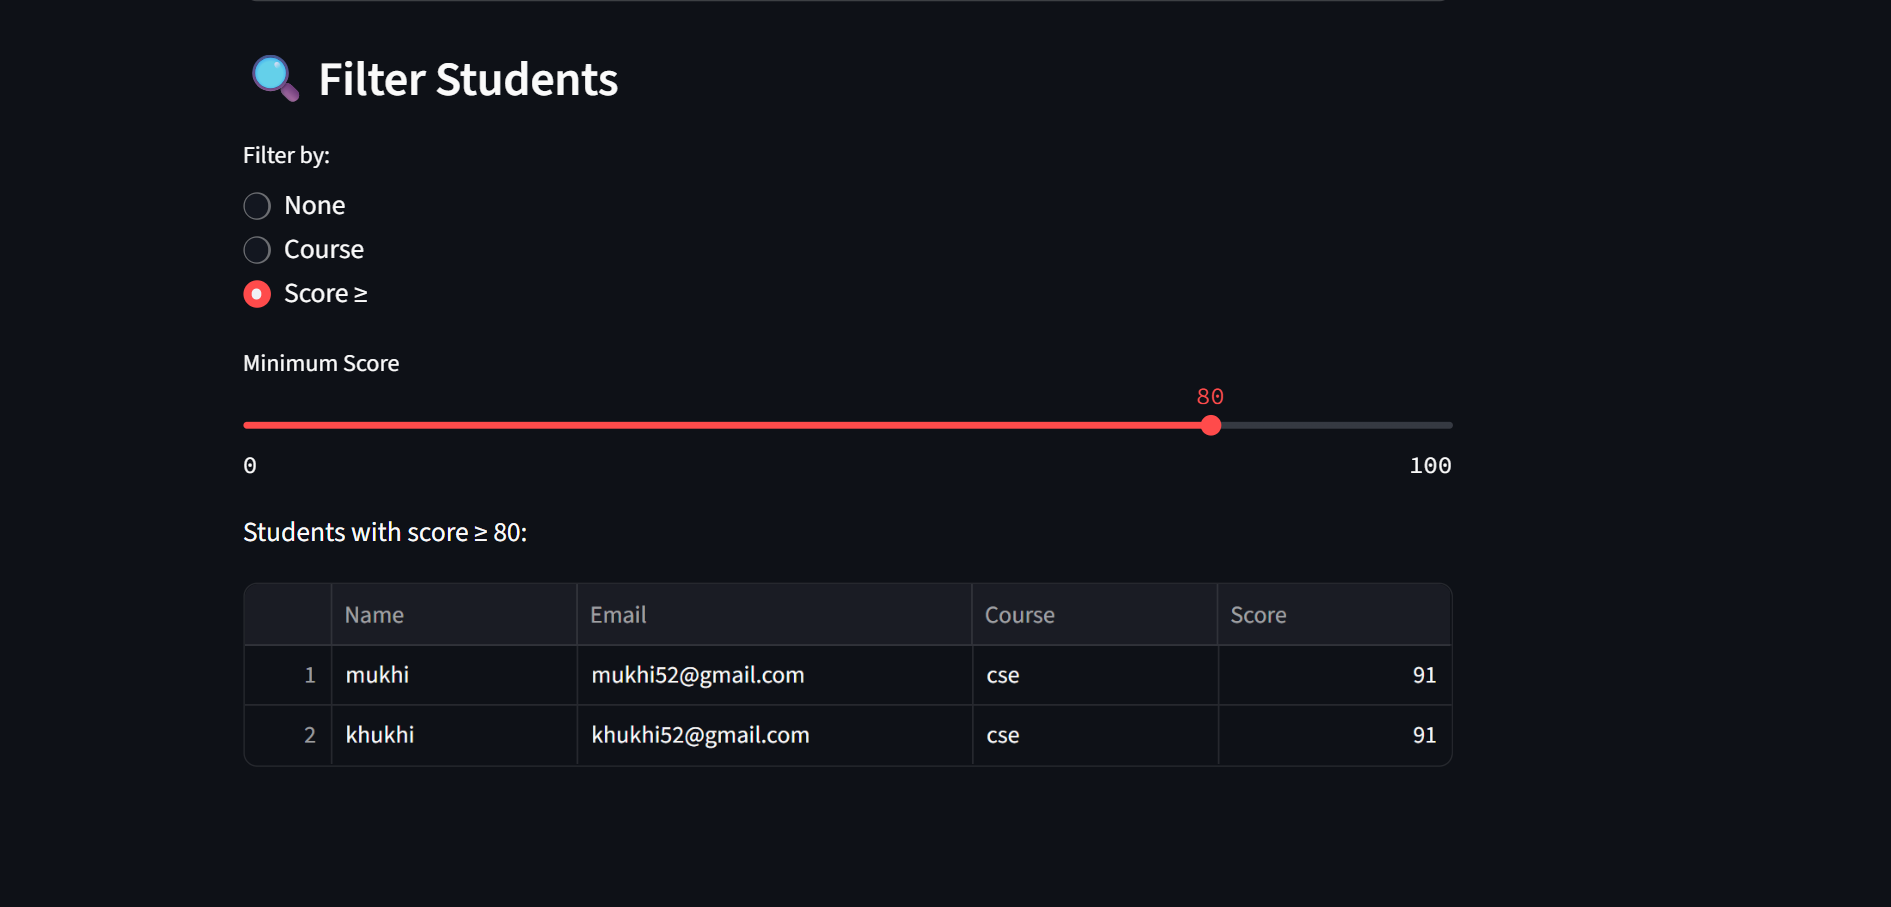 🔍 Filter Students
Filter by:
None
Course
Score ≥
Minimum Score
80
0 100
Students with score ≥ 80:
Name Email Course Score
1 mukhi mukhi52@gmail.com cse 91
2 khukhi khukhi52@gmail.com cse 91